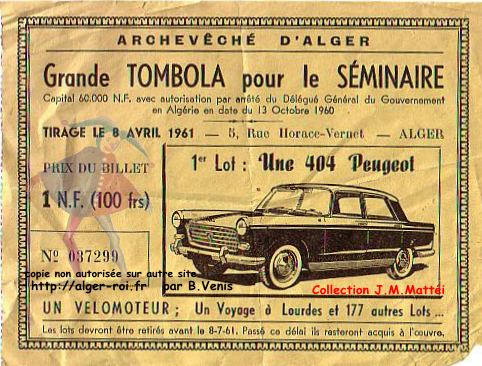 ARCHEVÊCHÉ D'ALGER
Grande TOMBOLA pour le SÉMINAIRE
Capital 60.000 N.F. avec autorisation par arrêté du Délégué Général du Gouvernement
en Algérie en date du 13 Octobre 1960
TIRAGE LE 8 AVRIL 1961 — 5, Rue Horace-Vernet — ALGER
PRIX DU BILLET
1 N.F. (100 frs)
1er Lot : Une 404 Peugeot
Nº 037299
copie non autorisée sur autre site
http://alger-roi.fr par B.Venis
Collection J.M.Mattéi
UN VELOMOTEUR; Un Voyage à Lourdes et 177 autres Lots ...
Les lots devront être retirés avant le 8-7-61. Passé ce délai ils resteront acquis à l'œuvre.